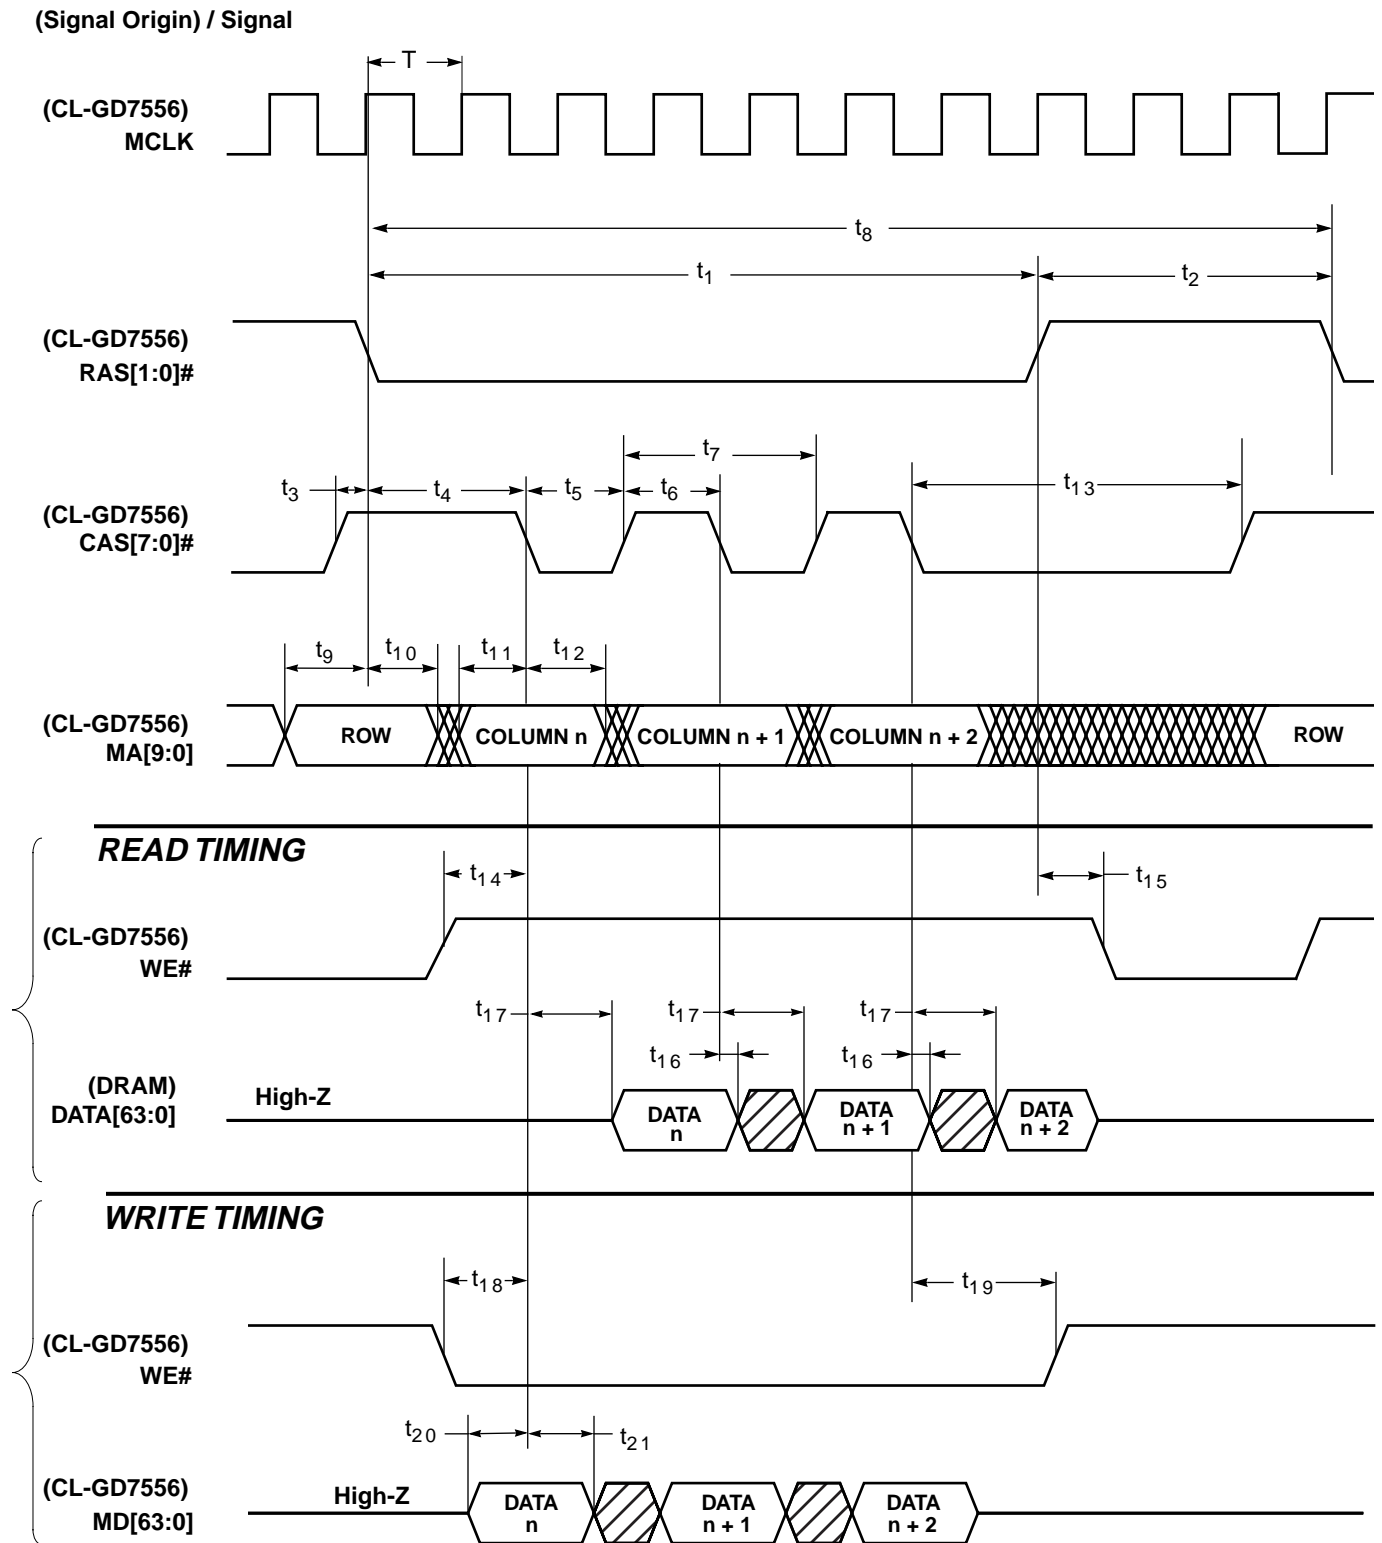 (Signal Origin) / Signal
T
(CL-GD7556)
MCLK
t8
t1
t2
(CL-GD7556)
RAS[1:0]#
t3
t4
t5
t6
t7
t13
(CL-GD7556)
CAS[7:0]#
t9
t10
t11
t12
(CL-GD7556)
MA[9:0]
ROW
COLUMN n
COLUMN n + 1
COLUMN n + 2
ROW
READ TIMING
t14
t15
(CL-GD7556)
WE#
t17
t17
t17
t16
t16
(DRAM)
DATA[63:0]
High-Z
DATA
n
DATA
n + 1
DATA
n + 2
WRITE TIMING
t18
t19
(CL-GD7556)
WE#
t20
t21
(CL-GD7556)
MD[63:0]
High-Z
DATA
n
DATA
n + 1
DATA
n + 2